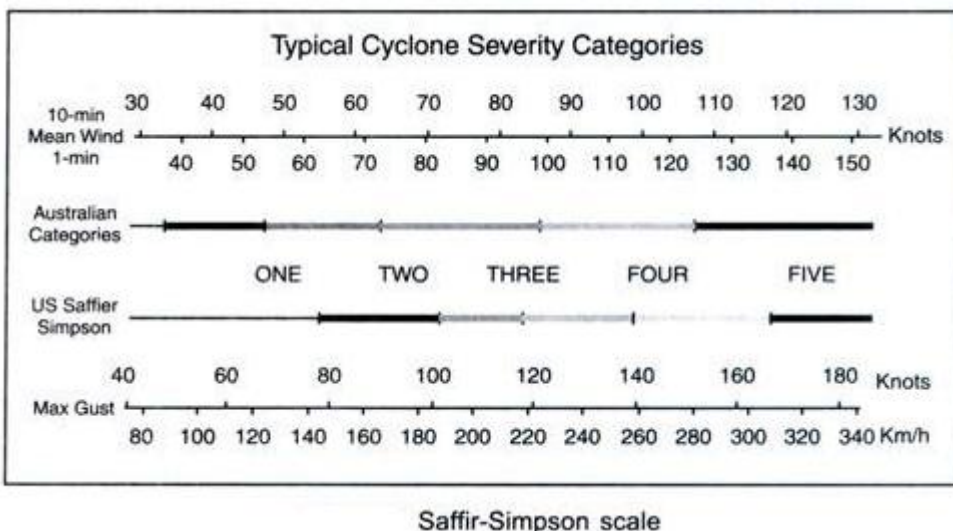 Typical Cyclone Severity Categories
30 40 50 60 70 80 90 100 110 120 130
10-min
Mean Wind
1-min
Knots
40 50 60 70 80 90 100 110 120 130 140 150
Australian
Categories
ONE TWO THREE FOUR FIVE
US Saffier
Simpson
40 60 80 100 120 140 160 180 Knots
Max Gust
80 100 120 140 160 180 200 220 240 260 280 300 320 340 Km/h
Saffir-Simpson scale